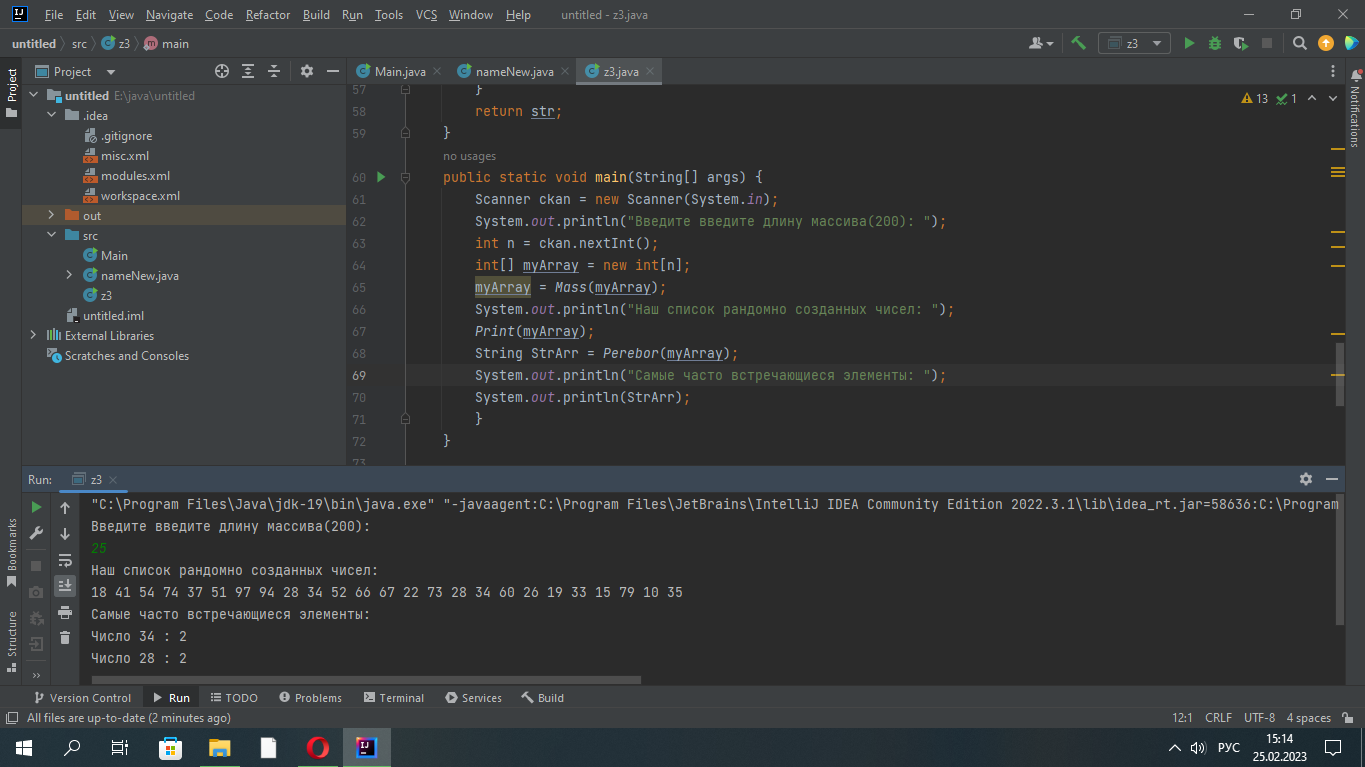 File Edit View Navigate Code Refactor Build Run Tools VCS Window Help untitled - z3.java
untitled src z3 main z3
Project
Project
Main.java nameNew.java z3.java
Notifications
untitled E:\java\untitled
.idea
.gitignore
misc.xml
modules.xml
workspace.xml
out
src
Main
nameNew.java
z3
untitled.iml
External Libraries
Scratches and Consoles
13 1
57 }
58 return str;
59 }
no usages
60 public static void main(String[] args) {
61 Scanner ckan = new Scanner(System.in);
62 System.out.println("Введите введите длину массива(200): ");
63 int n = ckan.nextInt();
64 int[] myArray = new int[n];
65 myArray = Mass(myArray);
66 System.out.println("Наш список рандомно созданных чисел: ");
67 Print(myArray);
68 String StrArr = Perebor(myArray);
69 System.out.println("Самые часто встречающиеся элементы: ");
70 System.out.println(StrArr);
71 }
72 }
73
Run: z3
"C:\Program Files\Java\jdk-19\bin\java.exe" "-javaagent:C:\Program Files\JetBrains\IntelliJ IDEA Community Edition 2022.3.1\lib\idea_rt.jar=58636:C:\Program
Введите введите длину массива(200):
25
Наш список рандомно созданных чисел:
18 41 54 74 37 51 97 94 28 34 52 66 67 22 73 28 34 60 26 19 33 15 79 10 35
Самые часто встречающиеся элементы:
Число 34 : 2
Число 28 : 2
Bookmarks
Structure
Version Control Run TODO Problems Terminal Services Build
All files are up-to-date (2 minutes ago) 12:1 CRLF UTF-8 4 spaces
РУС 15:14
25.02.2023